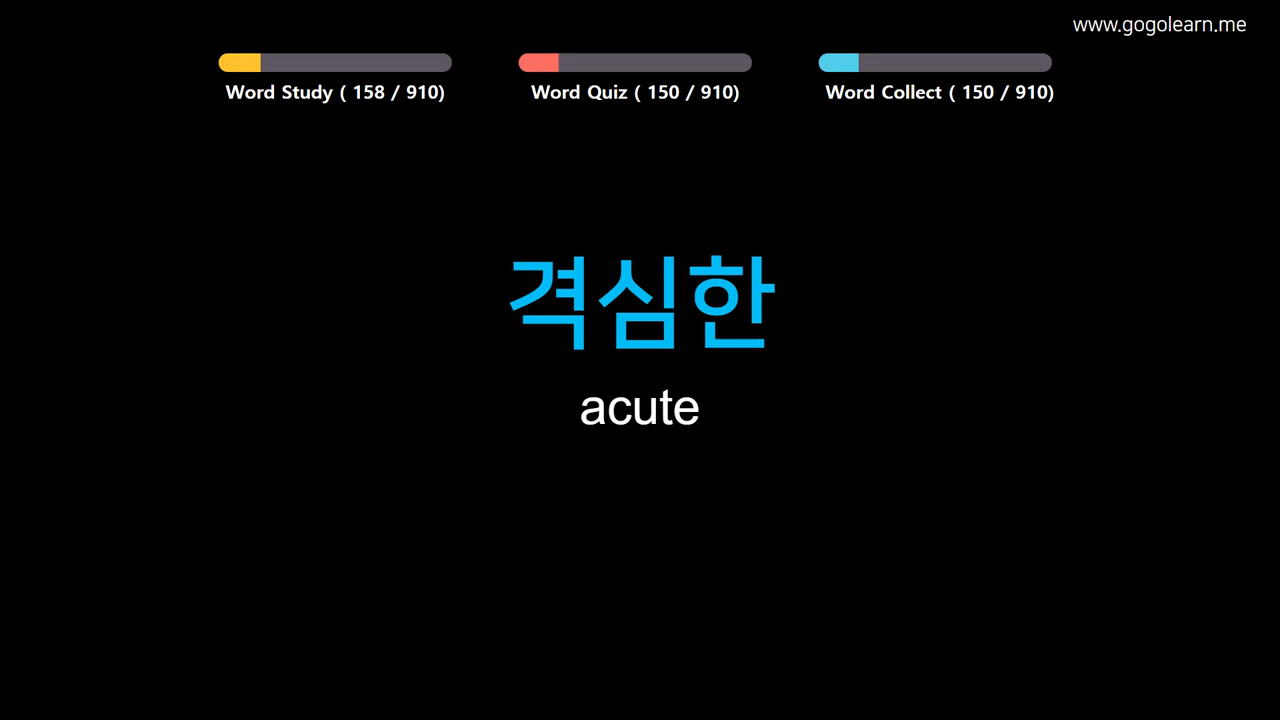 www.gogolearn.me
Word Study ( 158 / 910)
Word Quiz ( 150 / 910)
Word Collect ( 150 / 910)
격심한
acute